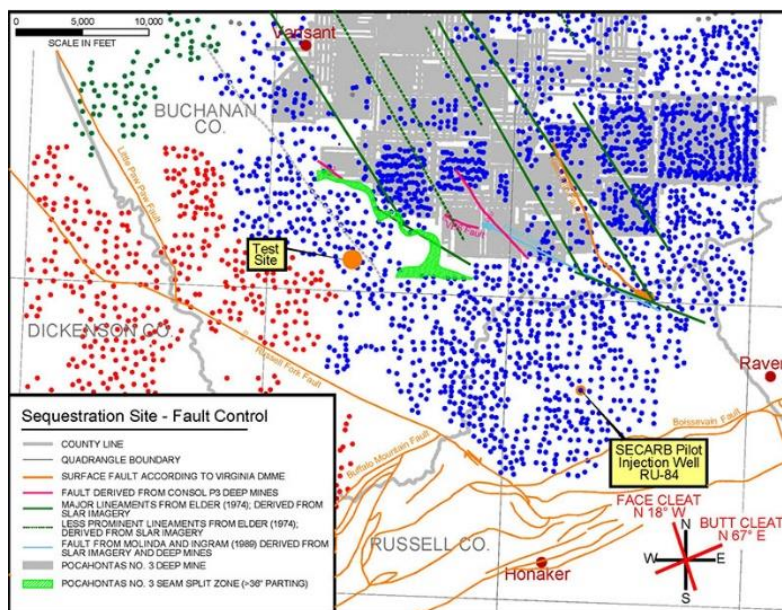 0 5,000 10,000
SCALE IN FEET
Vansant
BUCHANAN
CO.
Little Paw Paw Fault
Test
Site
Fault
DICKENSON CO.
Russell Fork Fault
Raven
Sequestration Site - Fault Control
COUNTY LINE
QUADRANGLE BOUNDARY
SURFACE FAULT ACCORDING TO VIRGINIA DMME
FAULT DERIVED FROM CONSOL P3 DEEP MINES
MAJOR LINEAMENTS FROM ELDER (1974); DERIVED FROM
SLAR IMAGERY
LESS PROMINENT LINEAMENTS FROM ELDER (1974);
DERIVED FROM SLAR IMAGERY
FAULT FROM MOLINDA AND INGRAM (1989) DERIVED FROM
SLAR IMAGERY AND DEEP MINES
POCAHONTAS NO. 3 DEEP MINE
POCAHONTAS NO. 3 SEAM SPLIT ZONE (>36" PARTING)
Buffalo Mountain Fault
Boissevain Fault
SECARB Pilot
Injection Well
RU-84
FACE CLEAT
N 18° W
BUTT CLEAT
N 67° E
N
W E
S
RUSSELL CO.
Honaker